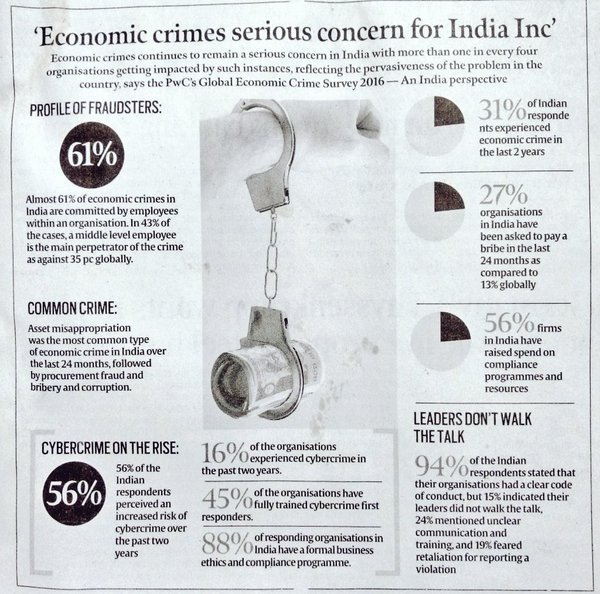 'Economic crimes serious concern for India Inc'
Economic crimes continues to remain a serious concern in India with more than one in every four
organisations getting impacted by such instances, reflecting the pervasiveness of the problem in the
country, says the PwC's Global Economic Crime Survey 2016 — An India perspective
PROFILE OF FRAUDSTERS:
61%
Almost 61% of economic crimes in
India are committed by employees
within an organisation. In 43% of
the cases, a middle level employee
is the main perpetrator of the crime
as against 35 pc globally.
COMMON CRIME:
Asset misappropriation
was the most common type
of economic crime in India over
the last 24 months, followed
by procurement fraud and
bribery and corruption.
CYBERCRIME ON THE RISE:
56%
56% of the
Indian
respondents
perceived an
increased risk of
cybercrime over
the past two
years
16% of the organisations
experienced cybercrime in
the past two years.
45% of the organisations have
fully trained cybercrime first
responders.
88% of responding organisations in
India have a formal business
ethics and compliance programme.
31% of Indian
responde
nts experienced
economic crime in
the last 2 years
27%
organisations
in India have
been asked to pay a
bribe in the last
24 months as
compared to
13% globally
56% firms
in India have
raised spend on
compliance
programmes and
resources
LEADERS DON'T WALK
THE TALK
94% of the Indian
respondents stated that
their organisations had a clear code
of conduct, but 15% indicated their
leaders did not walk the talk,
24% mentioned unclear
communication and
training, and 19% feared
retaliation for reporting a
violation